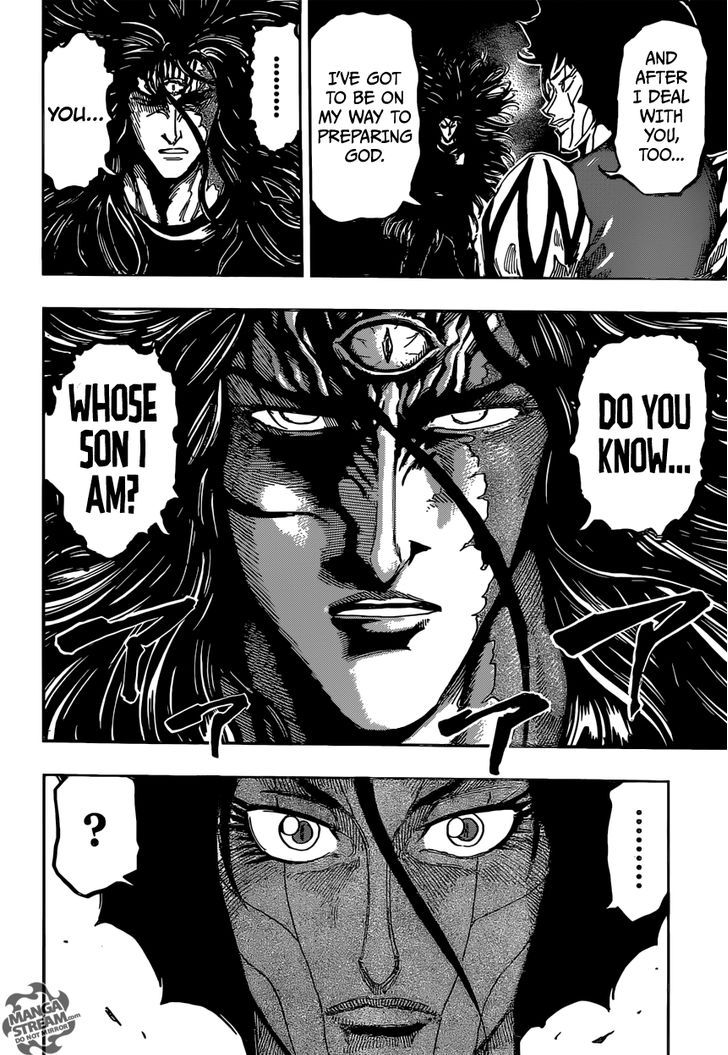 AND
AFTER
I DEAL
WITH
YOU,
TOO...
I'VE GOT
TO BE ON
MY WAY TO
PREPARING
GOD.
........
YOU...
DO YOU
KNOW...
WHOSE
SON I
AM?
ア ア ア
.........
?
MANGA
STREAM.com
DO NOT MIRROR